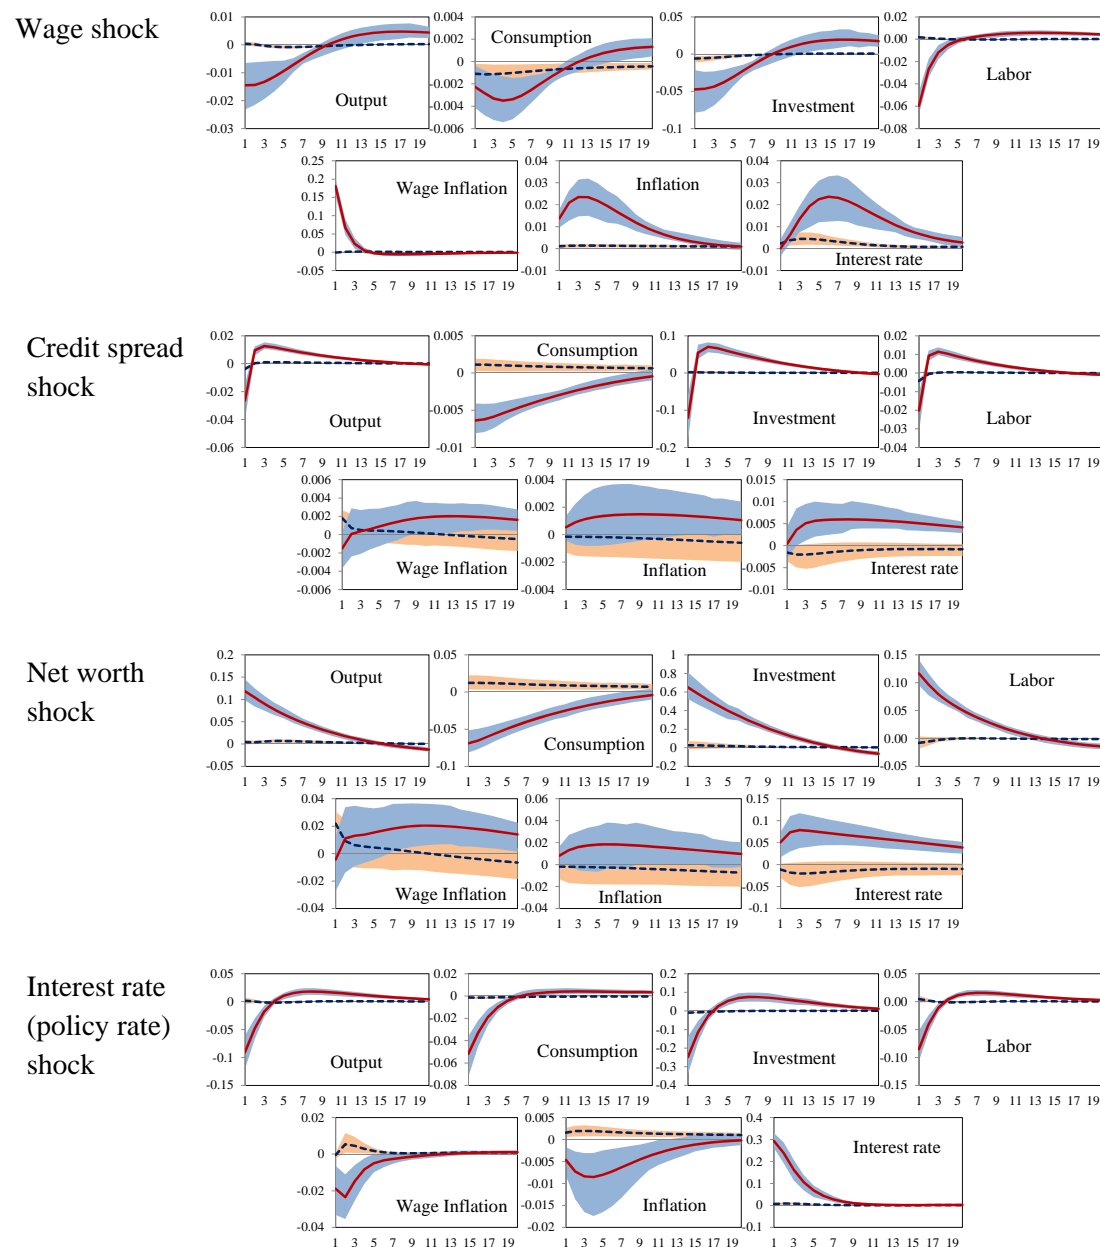 Wage shock
0.01
0
-0.01
-0.02
-0.03
Output
1 3 5 7 9 11 13 15 17 19
0.004
0.002
0
-0.002
-0.004
-0.006
Consumption
1 3 5 7 9 11 13 15 17 19
0.05
0
-0.05
-0.1
Investment
1 3 5 7 9 11 13 15 17 19
0.02
0.00
-0.02
-0.04
-0.06
-0.08
Labor
1 3 5 7 9 11 13 15 17 19
0.25
0.2
0.15
0.1
0.05
0
-0.05
Wage Inflation
1 3 5 7 9 11 13 15 17 19
0.04
0.03
0.02
0.01
0
-0.01
Inflation
1 3 5 7 9 11 13 15 17 19
0.04
0.03
0.02
0.01
0
-0.01
Interest rate
1 3 5 7 9 11 13 15 17 19
Credit spread
shock
0.02
0
-0.02
-0.04
-0.06
Output
1 3 5 7 9 11 13 15 17 19
0.005
0
-0.005
-0.01
Consumption
1 3 5 7 9 11 13 15 17 19
0.1
0
-0.1
-0.2
Investment
1 3 5 7 9 11 13 15 17 19
0.02
0.01
0.00
-0.01
-0.02
-0.03
-0.04
Labor
1 3 5 7 9 11 13 15 17 19
0.006
0.004
0.002
0
-0.002
-0.004
-0.006
Wage Inflation
1 3 5 7 9 11 13 15 17 19
0.004
0.002
0
-0.002
-0.004
Inflation
1 3 5 7 9 11 13 15 17 19
0.015
0.01
0.005
0
-0.005
-0.01
Interest rate
1 3 5 7 9 11 13 15 17 19
Net worth
shock
0.2
0.15
0.1
0.05
0
-0.05
Output
1 3 5 7 9 11 13 15 17 19
0.05
0
-0.05
-0.1
Consumption
1 3 5 7 9 11 13 15 17 19
1
0.8
0.6
0.4
0.2
0
-0.2
Investment
1 3 5 7 9 11 13 15 17 19
0.15
0.10
0.05
0.00
-0.05
Labor
1 3 5 7 9 11 13 15 17 19
0.04
0.02
0
-0.02
-0.04
Wage Inflation
1 3 5 7 9 11 13 15 17 19
0.06
0.04
0.02
0
-0.02
-0.04
Inflation
1 3 5 7 9 11 13 15 17 19
0.15
0.1
0.05
0
-0.05
-0.1
Interest rate
1 3 5 7 9 11 13 15 17 19
Interest rate
(policy rate)
shock
0.05
0
-0.05
-0.1
-0.15
Output
1 3 5 7 9 11 13 15 17 19
0.02
0
-0.02
-0.04
-0.06
-0.08
Consumption
1 3 5 7 9 11 13 15 17 19
0.2
0.1
0
-0.1
-0.2
-0.3
-0.4
Investment
1 3 5 7 9 11 13 15 17 19
0.05
0.00
-0.05
-0.10
-0.15
Labor
1 3 5 7 9 11 13 15 17 19
0.02
0
-0.02
-0.04
Wage Inflation
1 3 5 7 9 11 13 15 17 19
0.005
0
-0.005
-0.01
-0.015
-0.02
Inflation
1 3 5 7 9 11 13 15 17 19
0.4
0.3
0.2
0.1
0
-0.1
Interest rate
1 3 5 7 9 11 13 15 17 19